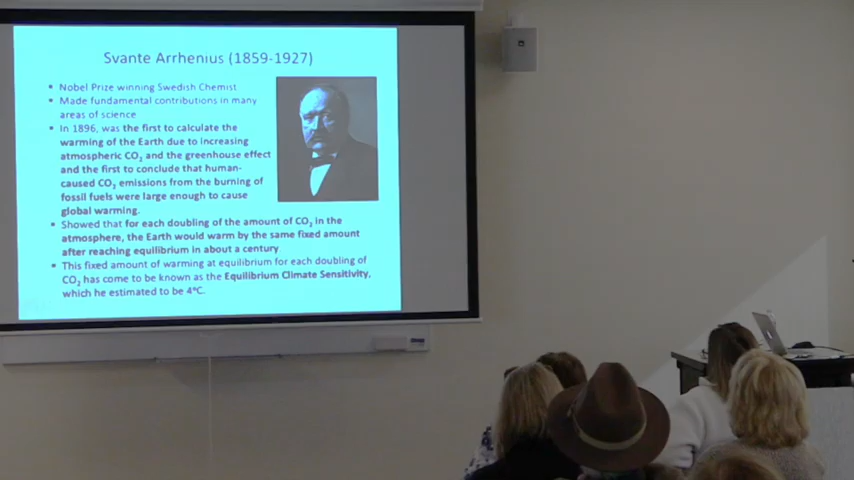 Svante Arrhenius (1859-1927)
• Nobel Prize winning Swedish Chemist
• Made fundamental contributions in many
areas of science
• In 1896, was the first to calculate the
warming of the Earth due to increasing
atmospheric CO₂ and the greenhouse effect
and the first to conclude that human-
caused CO₂ emissions from the burning of
fossil fuels were large enough to cause
global warming.
• Showed that for each doubling of the amount of CO₂ in the
atmosphere, the Earth would warm by the same fixed amount
after reaching equilibrium in about a century
• This fixed amount of warming at equilibrium for each doubling of
CO₂ has come to be known as the Equilibrium Climate Sensitivity,
which he estimated to be 4°C.